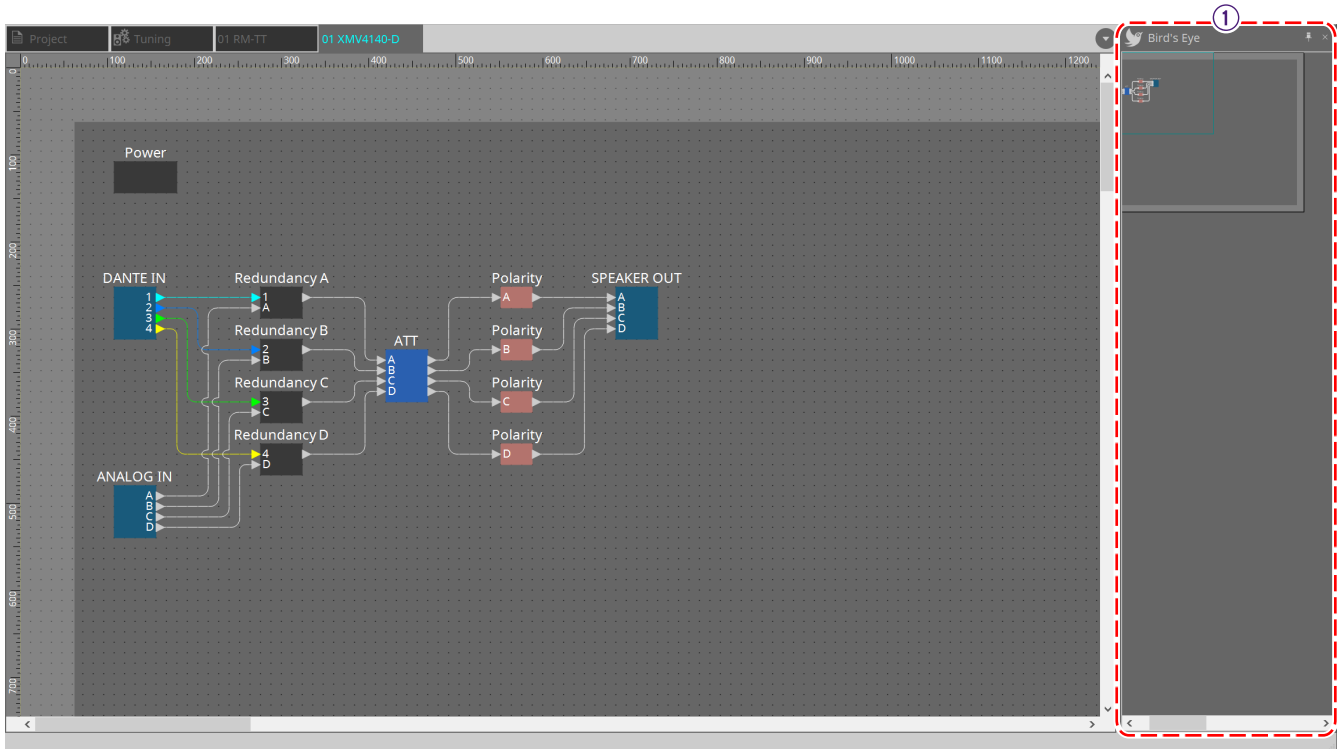 1
Project
Tuning
01 RM-TT
01 XMV4140-D
Bird's Eye
0 100 200 300 400 500 600 700 800 900 1000 1100 1200
0
100
200
300
400
500
600
700
Power
DANTE IN
1
2
3
4
Redundancy A
1
A
Redundancy B
2
B
Redundancy C
3
C
Redundancy D
4
D
ANALOG IN
A
B
C
D
ATT
A
B
C
D
Polarity
A
Polarity
B
Polarity
C
Polarity
D
SPEAKER OUT
A
B
C
D